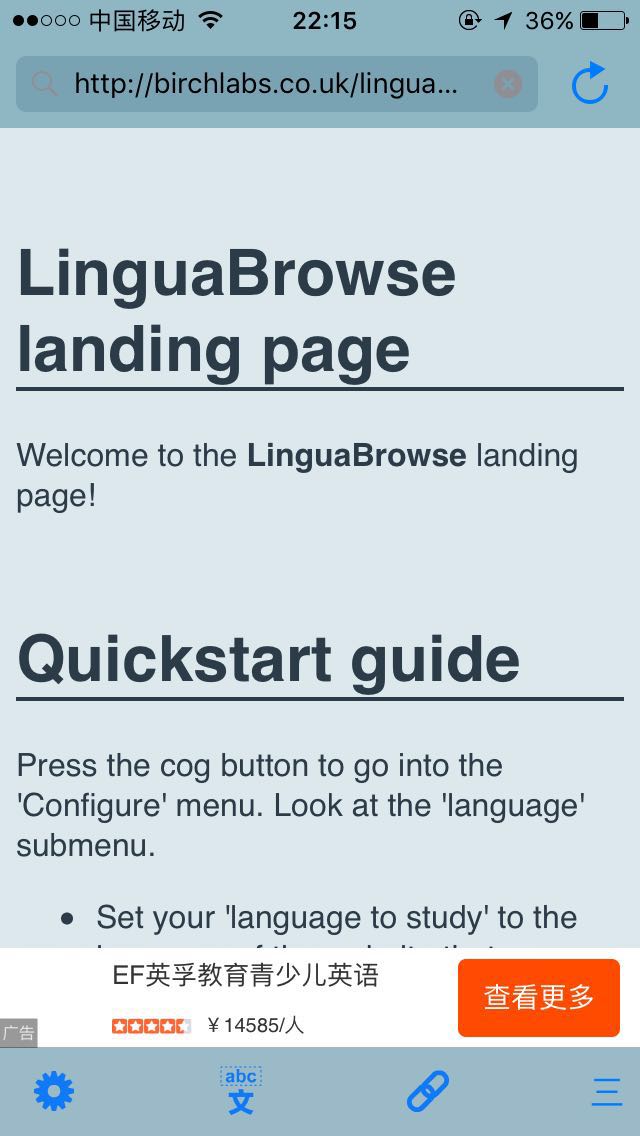 中国移动 22:15 36%
http://birchlabs.co.uk/lingua...
LinguaBrowse
landing page
Welcome to the LinguaBrowse landing
page!
Quickstart guide
Press the cog button to go into the
'Configure' menu. Look at the 'language'
submenu.
• Set your 'language to study' to the
EF英孚教育青少儿英语
¥14585/人
查看更多
广告
abc
文